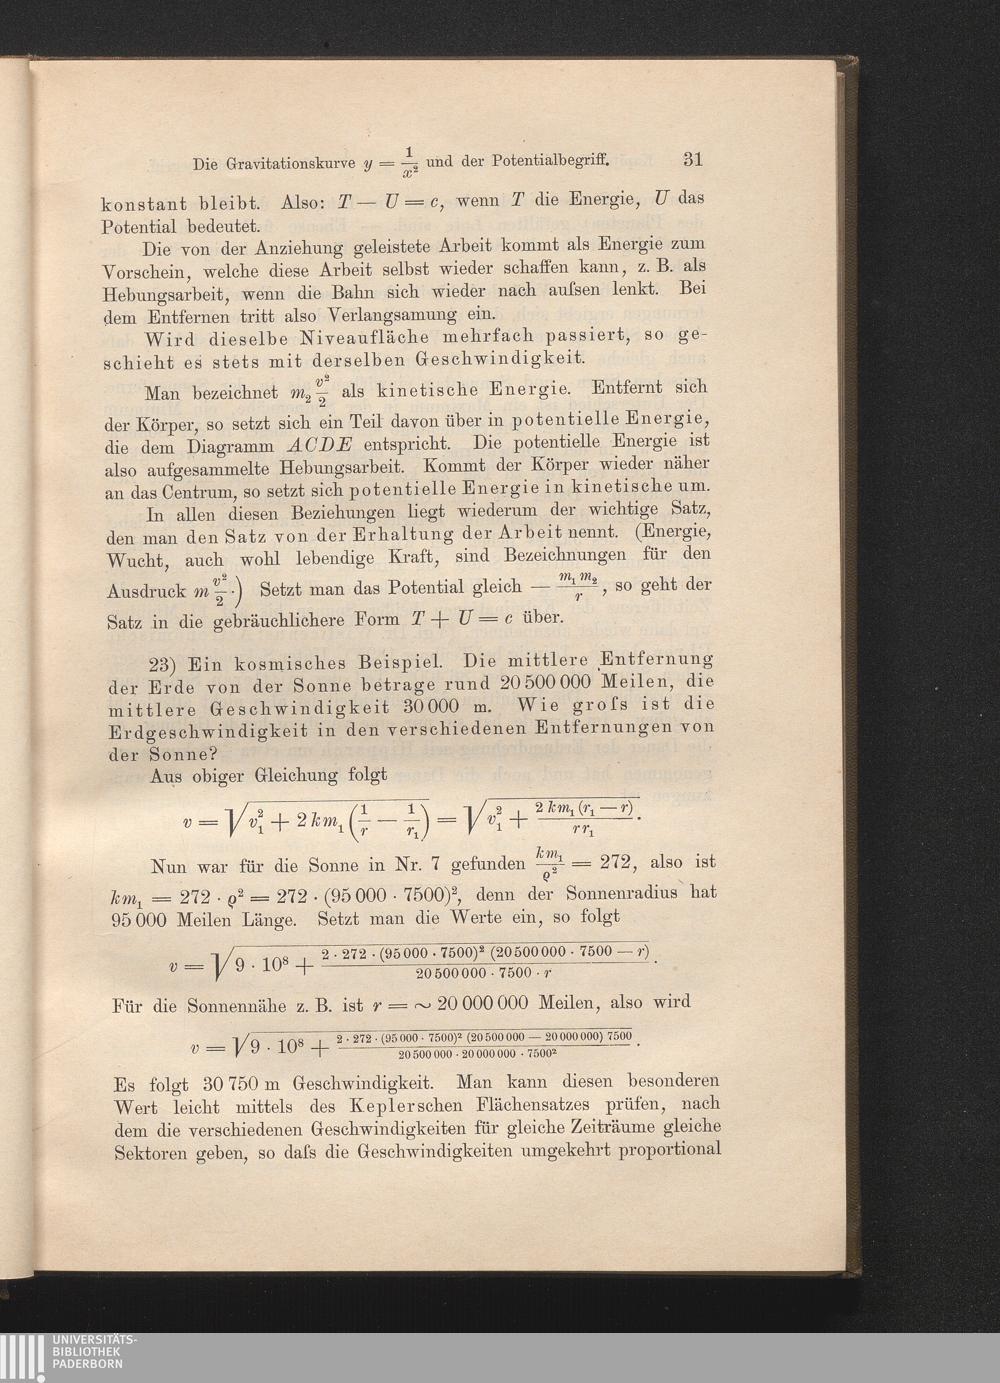 Die Gravitationskurve y = 1/x² und der Potentialbegriff. 31
konstant bleibt. Also: T — U = c, wenn T die Energie, U das
Potential bedeutet.
Die von der Anziehung geleistete Arbeit kommt als Energie zum
Vorschein, welche diese Arbeit selbst wieder schaffen kann, z. B. als
Hebungsarbeit, wenn die Bahn sich wieder nach aufsen lenkt. Bei
dem Entfernen tritt also Verlangsamung ein.
Wird dieselbe Niveaufläche mehrfach passiert, so ge-
schieht es stets mit derselben Geschwindigkeit.
Man bezeichnet m₂ v²/2 als kinetische Energie. Entfernt sich
der Körper, so setzt sich ein Teil davon über in potentielle Energie,
die dem Diagramm ACDE entspricht. Die potentielle Energie ist
also aufgesammelte Hebungsarbeit. Kommt der Körper wieder näher
an das Centrum, so setzt sich potentielle Energie in kinetische um.
In allen diesen Beziehungen liegt wiederum der wichtige Satz,
den man den Satz von der Erhaltung der Arbeit nennt. (Energie,
Wucht, auch wohl lebendige Kraft, sind Bezeichnungen für den
Ausdruck m v²/2 ·) Setzt man das Potential gleich — m₁ m₂/r, so geht der
Satz in die gebräuchlichere Form T + U = c über.
23) Ein kosmisches Beispiel. Die mittlere Entfernung
der Erde von der Sonne betrage rund 20 500 000 Meilen, die
mittlere Geschwindigkeit 30 000 m. Wie grofs ist die
Erdgeschwindigkeit in den verschiedenen Entfernungen von
der Sonne?
Aus obiger Gleichung folgt
v = √(v₁² + 2 k m₁ (1/r — 1/r₁)) = √(v₁² + 2 k m₁ (r₁ — r)/(r r₁)).
Nun war für die Sonne in Nr. 7 gefunden k m₁/ϱ² = 272, also ist
k m₁ = 272 · ϱ² = 272 · (95 000 · 7500)², denn der Sonnenradius hat
95 000 Meilen Länge. Setzt man die Werte ein, so folgt
v = √(9 · 10⁸ + 2 · 272 · (95 000 · 7500)² (20 500 000 · 7500 — r)/(20 500 000 · 7500 · r)).
Für die Sonnennähe z. B. ist r = ∼ 20 000 000 Meilen, also wird
v = √(9 · 10⁸ + 2 · 272 · (95 000 · 7500)² (20 500 000 — 20 000 000) 7500/(20 500 000 · 20 000 000 · 7500²)).
Es folgt 30 750 m Geschwindigkeit. Man kann diesen besonderen
Wert leicht mittels des Keplerschen Flächensatzes prüfen, nach
dem die verschiedenen Geschwindigkeiten für gleiche Zeiträume gleiche
Sektoren geben, so dafs die Geschwindigkeiten umgekehrt proportional
UNIVERSITÄTS-
BIBLIOTHEK
PADERBORN